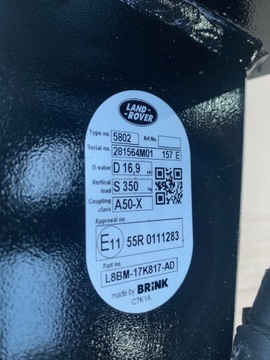 LAND-
-ROVER
Type no 5802 Art No
Serial no 281564M01 157 E
D value D 16,9 kN
Vertical load S 350 kg
Coupling class A50-X
Approval no
E11 55R 0111283
Part no.
L8BM-17K817-AD
made by BRINK
C7K1A